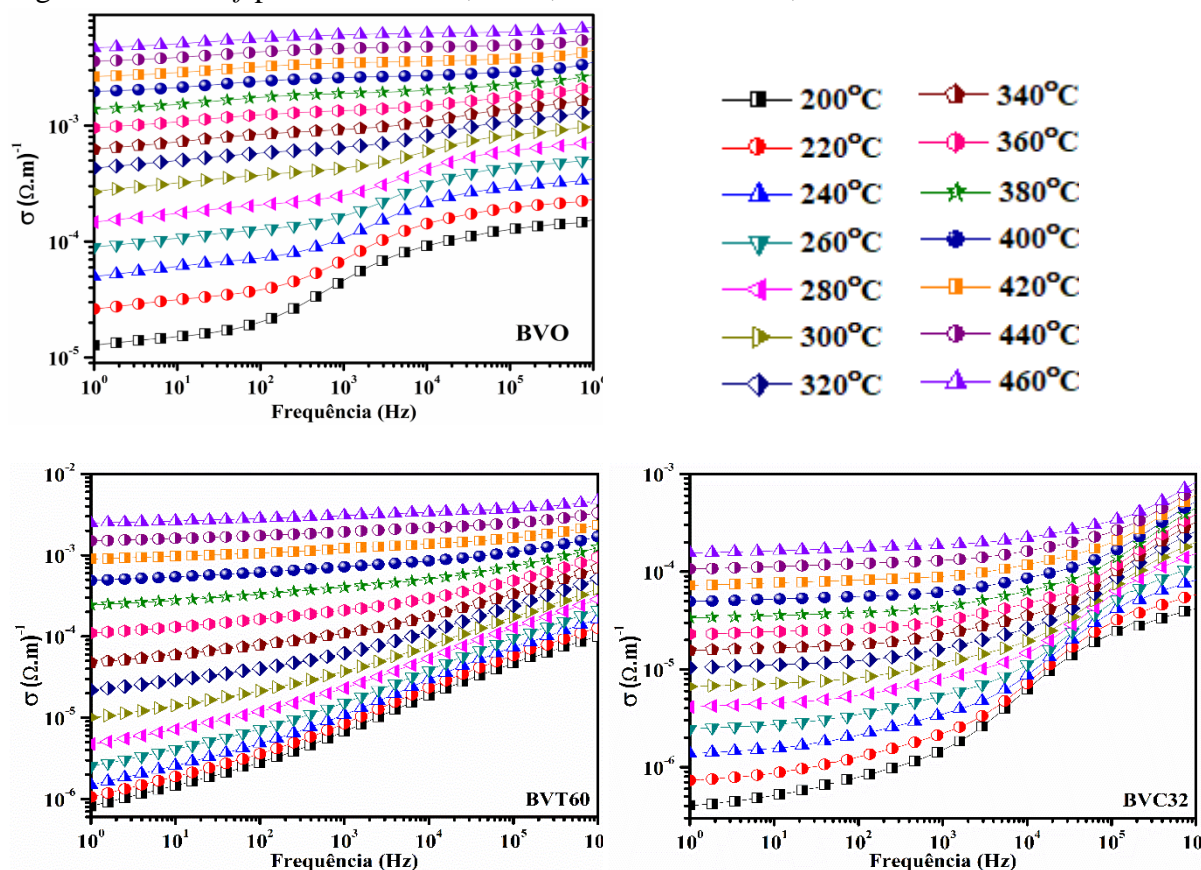 σ (Ω.m)⁻¹
10⁻³
10⁻⁴
10⁻⁵
BVO
10⁰ 10¹ 10² 10³ 10⁴ 10⁵ 10⁶
Frequência (Hz)
200°C 340°C
220°C 360°C
240°C 380°C
260°C 400°C
280°C 420°C
300°C 440°C
320°C 460°C
σ (Ω.m)⁻¹
10⁻²
10⁻³
10⁻⁴
10⁻⁵
10⁻⁶
BVT60
10⁰ 10¹ 10² 10³ 10⁴ 10⁵
Frequência (Hz)
σ (Ω.m)⁻¹
10⁻³
10⁻⁴
10⁻⁵
10⁻⁶
BVC32
10⁰ 10¹ 10² 10³ 10⁴ 10⁵
Frequência (Hz)